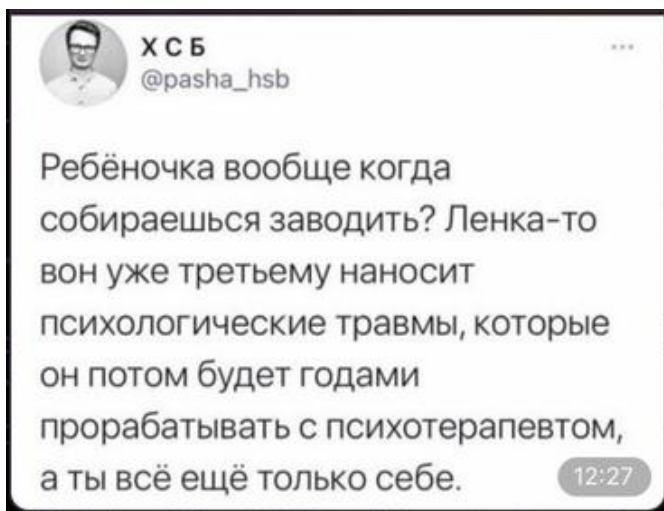 Х С Б
@pasha_hsb
Ребёночка вообще когда
собираешься заводить? Ленка-то
вон уже третьему наносит
психологические травмы, которые
он потом будет годами
прорабатывать с психотерапевтом,
а ты всё ещё только себе.
12:27